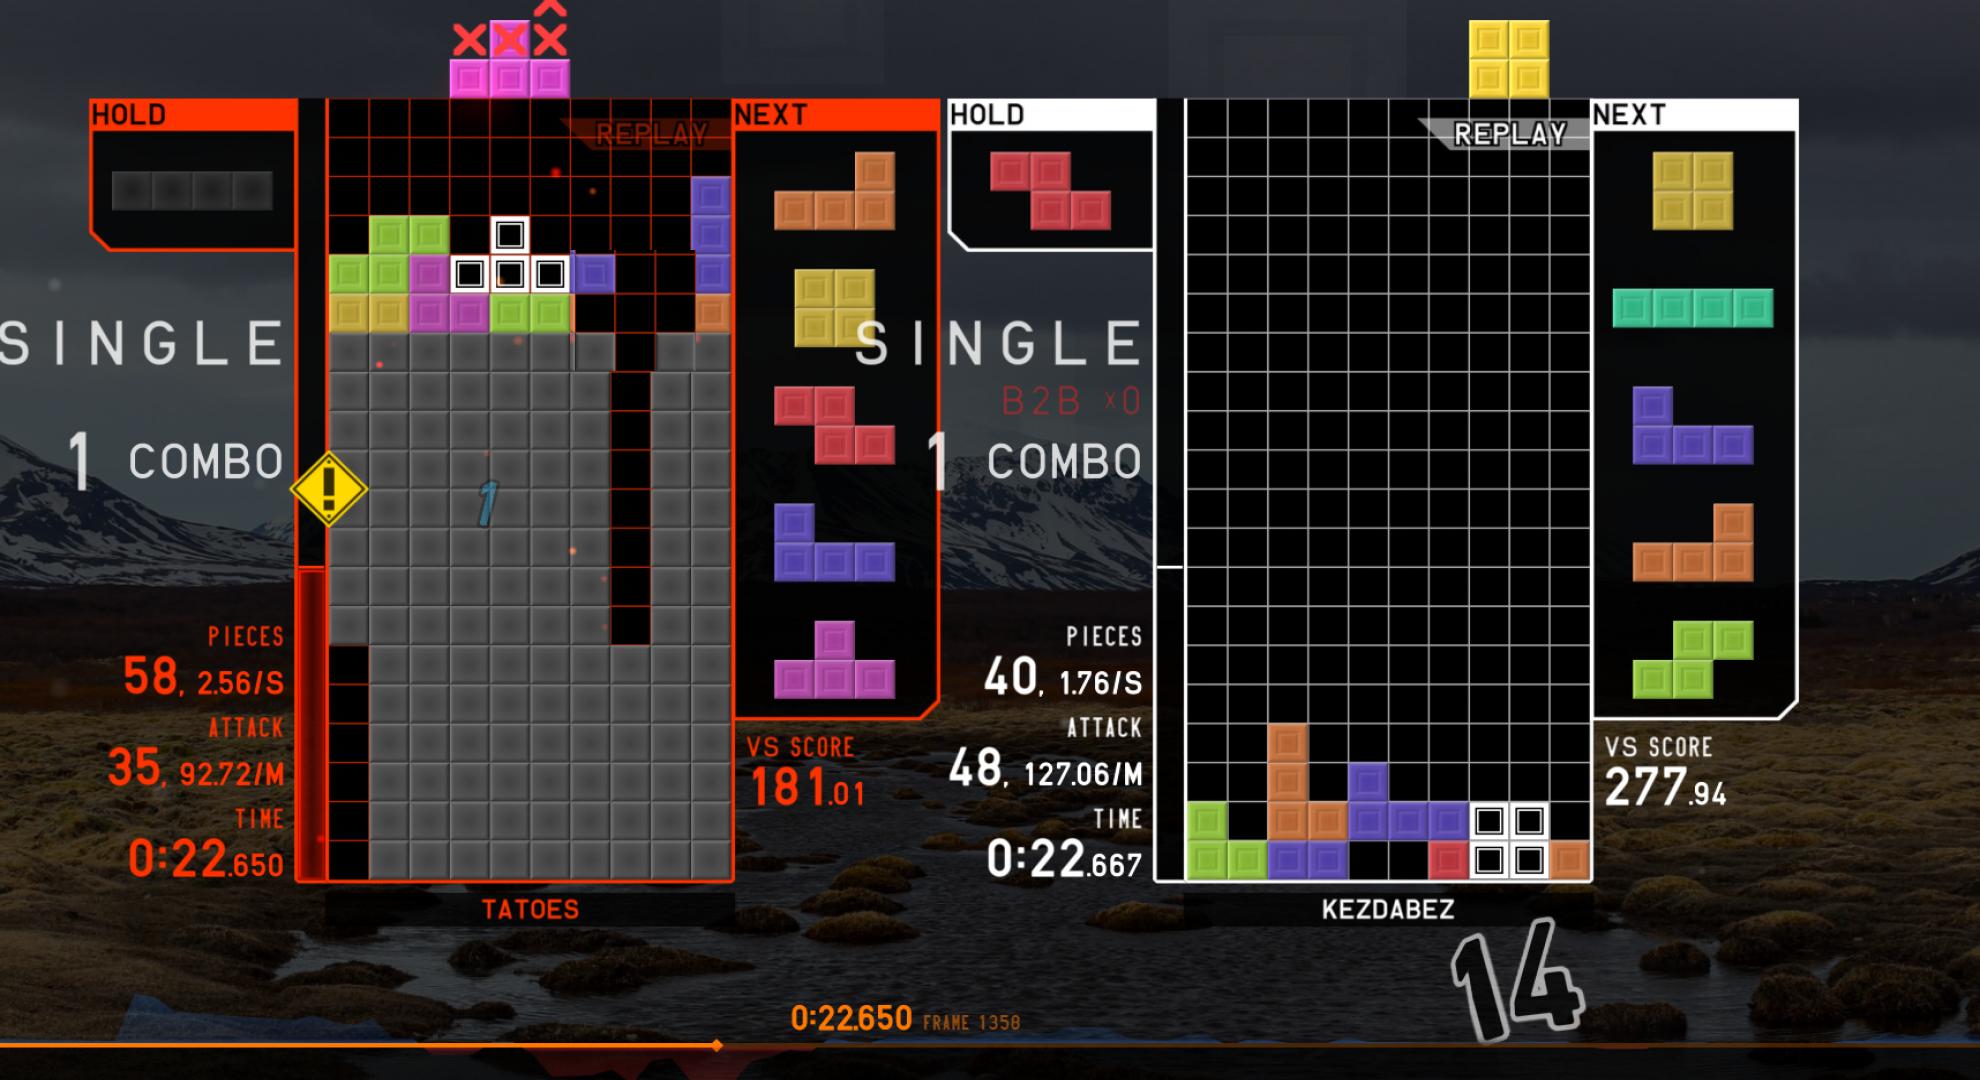 HOLD
REPLAY
NEXT
SINGLE
1 COMBO
!
1
PIECES
58, 2.56/S
ATTACK
35, 92.72/M
TIME
0:22.650
VS SCORE
181.01
TATOES
HOLD
REPLAY
NEXT
SINGLE
B2B ×0
1 COMBO
PIECES
40, 1.76/S
ATTACK
48, 127.06/M
TIME
0:22.667
VS SCORE
277.94
KEZDABEZ
14
0:22.650 FRAME 1358